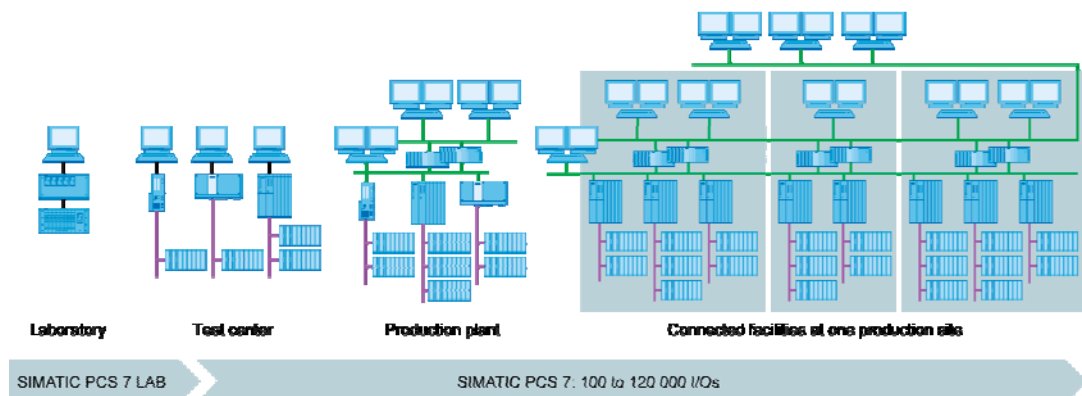 Laboratory
Test center
Production plant
Connected facilities at one production site
SIMATIC PCS 7 LAB
SIMATIC PCS 7: 100 to 120 000 I/Os